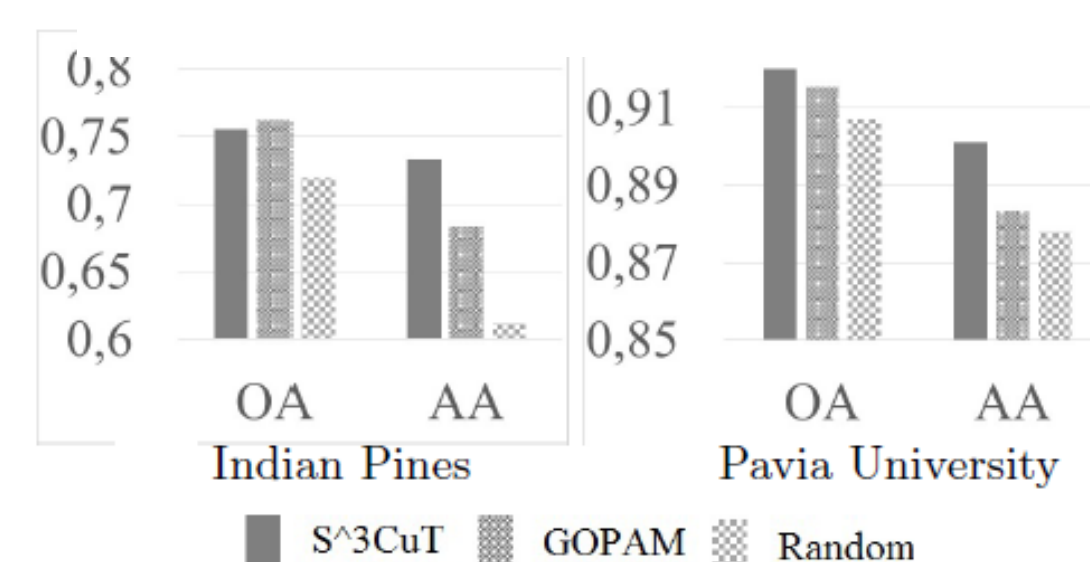 0,8
0,75
0,7
0,65
0,6
OA AA
Indian Pines
0,91
0,89
0,87
0,85
OA AA
Pavia University
S^3CuT GOPAM Random